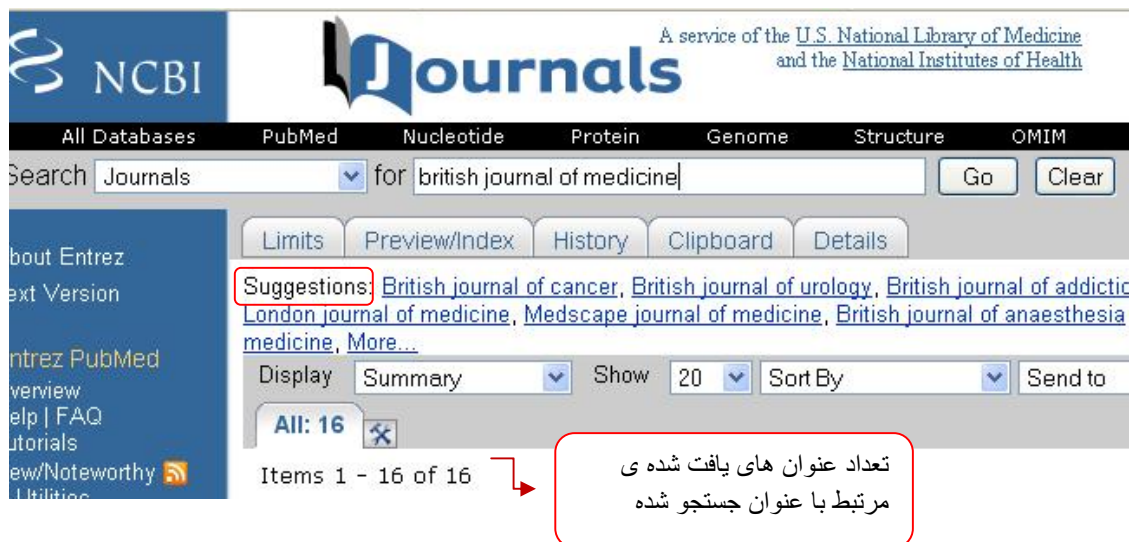 NCBI
Journals
A service of the U.S. National Library of Medicine
and the National Institutes of Health
All Databases PubMed Nucleotide Protein Genome Structure OMIM
Search Journals for british journal of medicine Go Clear
Limits Preview/Index History Clipboard Details
bout Entrez
ext Version
Suggestions: British journal of cancer, British journal of urology, British journal of addictio
London journal of medicine, Medscape journal of medicine, British journal of anaesthesia
medicine, More...
ntrez PubMed
verview
elp | FAQ
utorials
ew/Noteworthy
Utilities
Display Summary Show 20 Sort By Send to
All: 16
Items 1 - 16 of 16
تعداد عنوان های یافت شده ی
مرتبط با عنوان جستجو شده